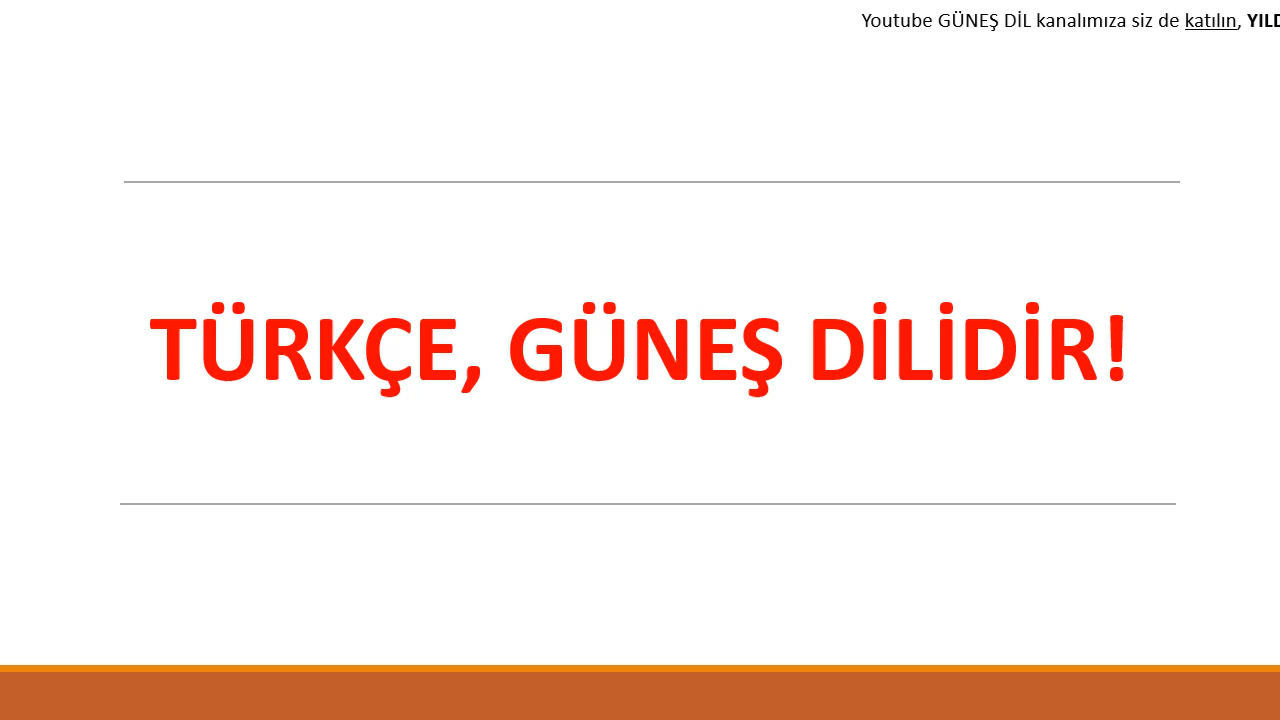 Youtube GÜNEŞ DİL kanalımıza siz de katılın,
TÜRKÇE, GÜNEŞ DİLİDİR!